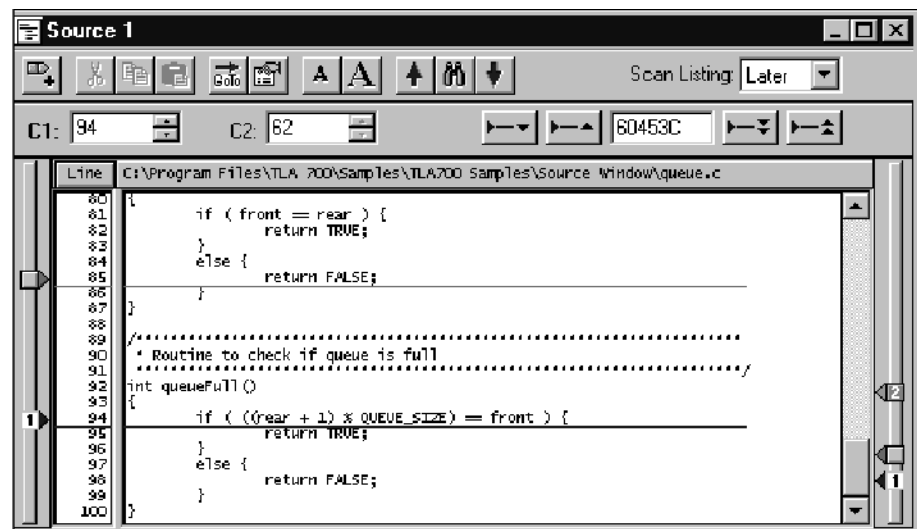 Source 1
Goto A A Scan Listing: Later
C1: 94 C2: 62 60453C
Line C:\Program Files\TLA 700\Samples\TLA700 Samples\Source Window\queue.c
80 {
81 if ( front == rear ) {
82 return TRUE;
83 }
84 else {
85 return FALSE;
86 }
87 }
88
89 /*************************************************************************
90 * Routine to check if queue is full
91 *************************************************************************/
92 int queueFull()
93 {
94 if ( ((rear + 1) % QUEUE_SIZE) == front ) {
95 return TRUE;
96 }
97 else {
98 return FALSE;
99 }
100 }
1
2
1